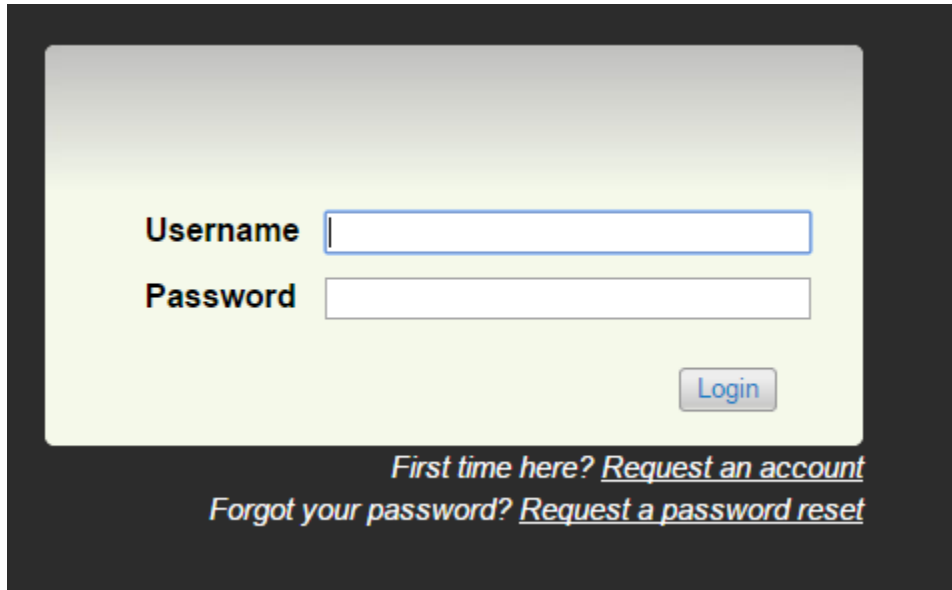 Username
Password
Login
First time here? Request an account
Forgot your password? Request a password reset